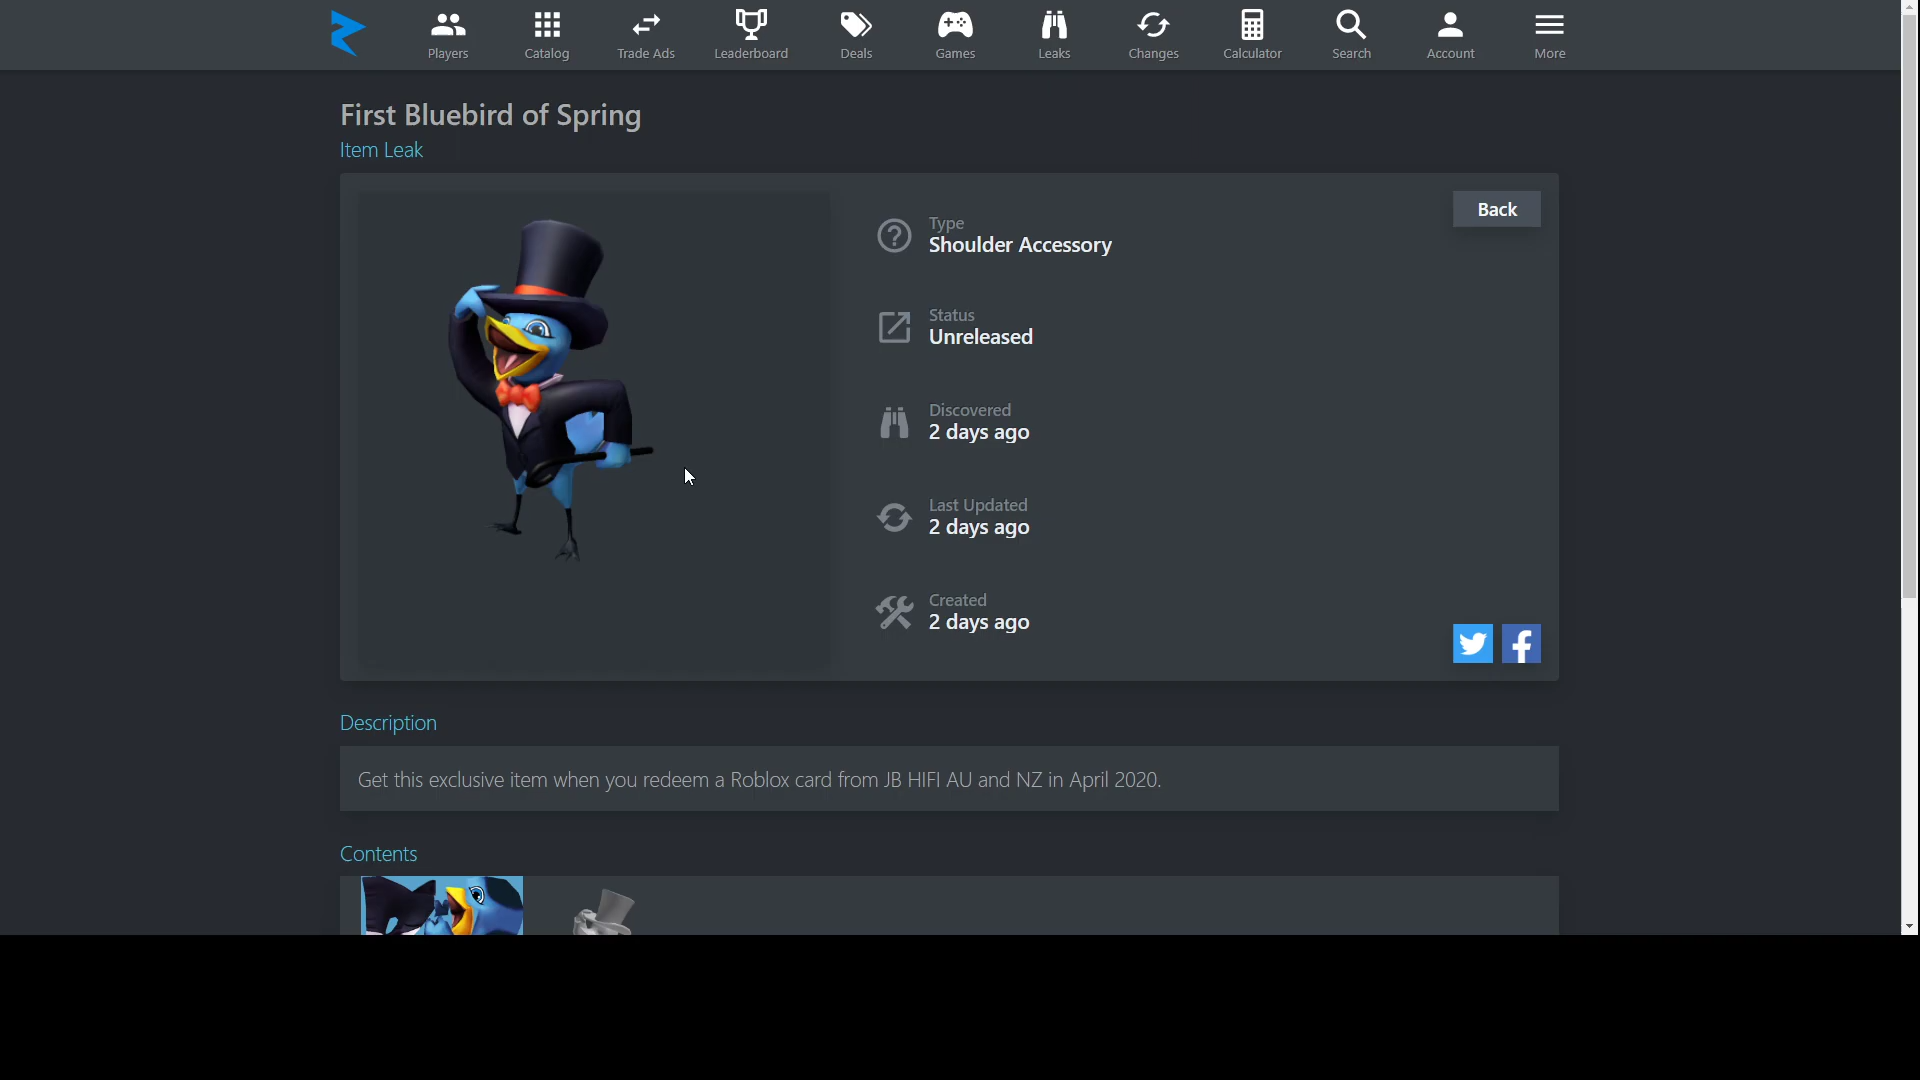 Players
Catalog
Trade Ads
Leaderboard
Deals
Games
Leaks
Changes
Calculator
Search
Account
More
First Bluebird of Spring
Item Leak
Back
Type
Shoulder Accessory
Status
Unreleased
Discovered
2 days ago
Last Updated
2 days ago
Created
2 days ago
Description
Get this exclusive item when you redeem a Roblox card from JB HIFI AU and NZ in April 2020.
Contents